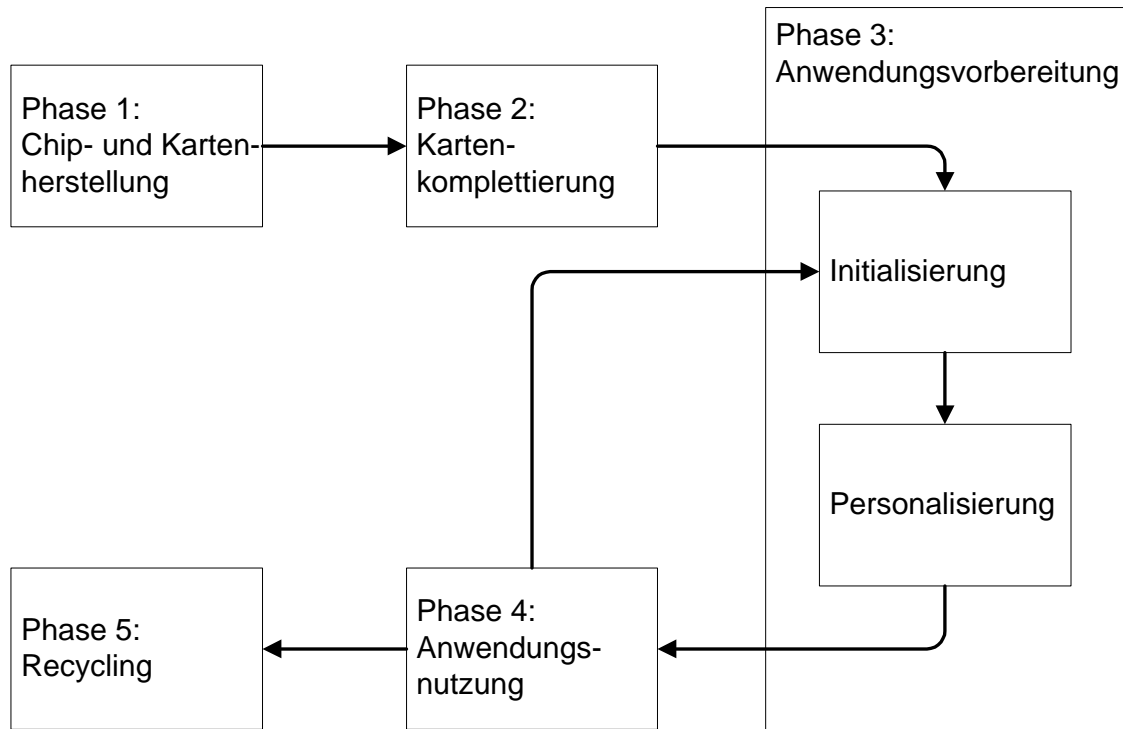 Phase 1:
Chip- und Karten-
herstellung
Phase 2:
Karten-
komplettierung
Phase 3:
Anwendungsvorbereitung
Initialisierung
Personalisierung
Phase 4:
Anwendungs-
nutzung
Phase 5:
Recycling